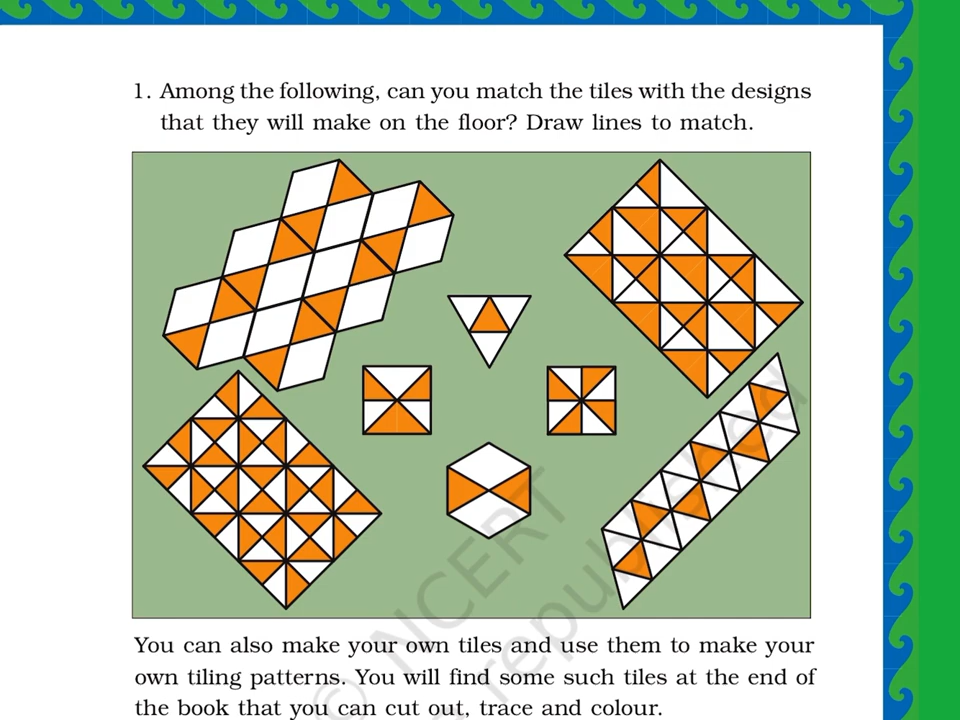 1. Among the following, can you match the tiles with the designs
that they will make on the floor? Draw lines to match.
© NCERT
republished
You can also make your own tiles and use them to make your
own tiling patterns. You will find some such tiles at the end of
the book that you can cut out, trace and colour.